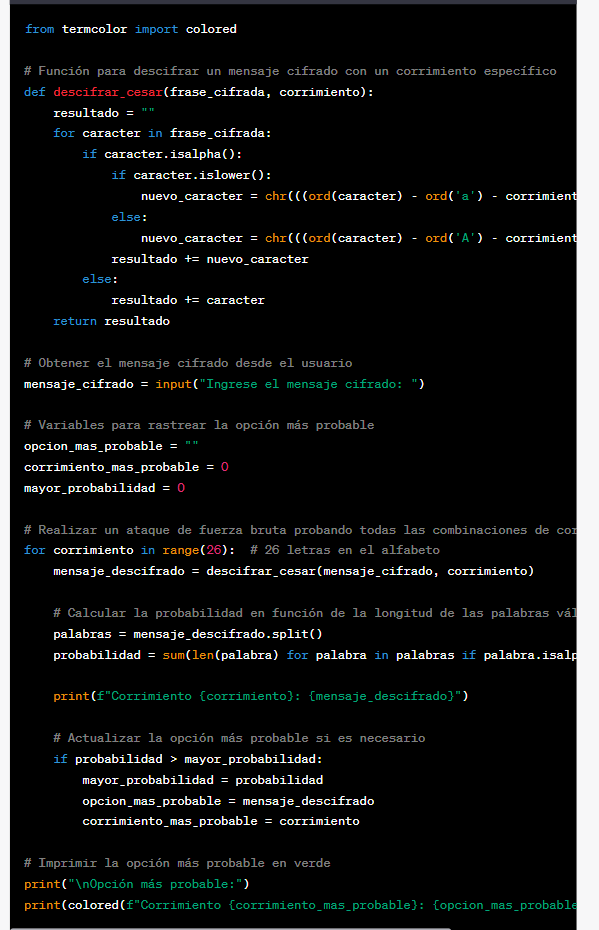 from termcolor import colored
# Función para descifrar un mensaje cifrado con un corrimiento específico
def descifrar_cesar(frase_cifrada, corrimiento):
resultado = ""
for caracter in frase_cifrada:
if caracter.isalpha():
if caracter.islower():
nuevo_caracter = chr(((ord(caracter) - ord('a') - corrimient
else:
nuevo_caracter = chr(((ord(caracter) - ord('A') - corrimient
resultado += nuevo_caracter
else:
resultado += caracter
return resultado
# Obtener el mensaje cifrado desde el usuario
mensaje_cifrado = input("Ingrese el mensaje cifrado: ")
# Variables para rastrear la opción más probable
opcion_mas_probable = ""
corrimiento_mas_probable = 0
mayor_probabilidad = 0
# Realizar un ataque de fuerza bruta probando todas las combinaciones de cor
for corrimiento in range(26):  # 26 letras en el alfabeto
mensaje_descifrado = descifrar_cesar(mensaje_cifrado, corrimiento)
# Calcular la probabilidad en función de la longitud de las palabras vál
palabras = mensaje_descifrado.split()
probabilidad = sum(len(palabra) for palabra in palabras if palabra.isalp
print(f"Corrimiento {corrimiento}: {mensaje_descifrado}")
# Actualizar la opción más probable si es necesario
if probabilidad > mayor_probabilidad:
mayor_probabilidad = probabilidad
opcion_mas_probable = mensaje_descifrado
corrimiento_mas_probable = corrimiento
# Imprimir la opción más probable en verde
print("\nOpción más probable:")
print(colored(f"Corrimiento {corrimiento_mas_probable}: {opcion_mas_probable